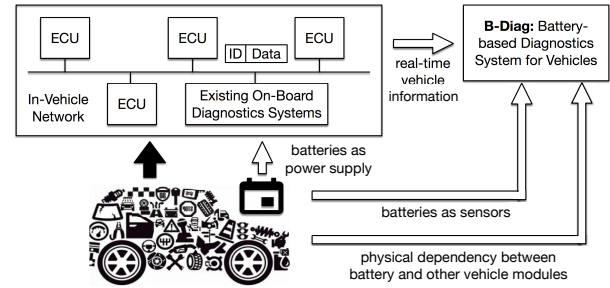 ECU
ECU
ECU
ID Data
B-Diag: Battery-
based Diagnostics
System for Vehicles
real-time
vehicle
information
In-Vehicle
Network
ECU
Existing On-Board
Diagnostics Systems
batteries as
power supply
batteries as sensors
physical dependency between
battery and other vehicle modules